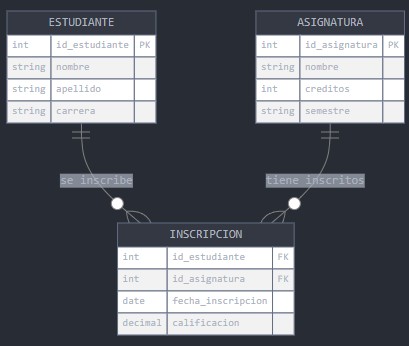 ESTUDIANTE
int id_estudiante PK
string nombre
string apellido
string carrera
ASIGNATURA
int id_asignatura PK
string nombre
int creditos
string semestre
se inscribe
tiene inscritos
INSCRIPCION
int id_estudiante FK
int id_asignatura FK
date fecha_inscripcion
decimal calificacion